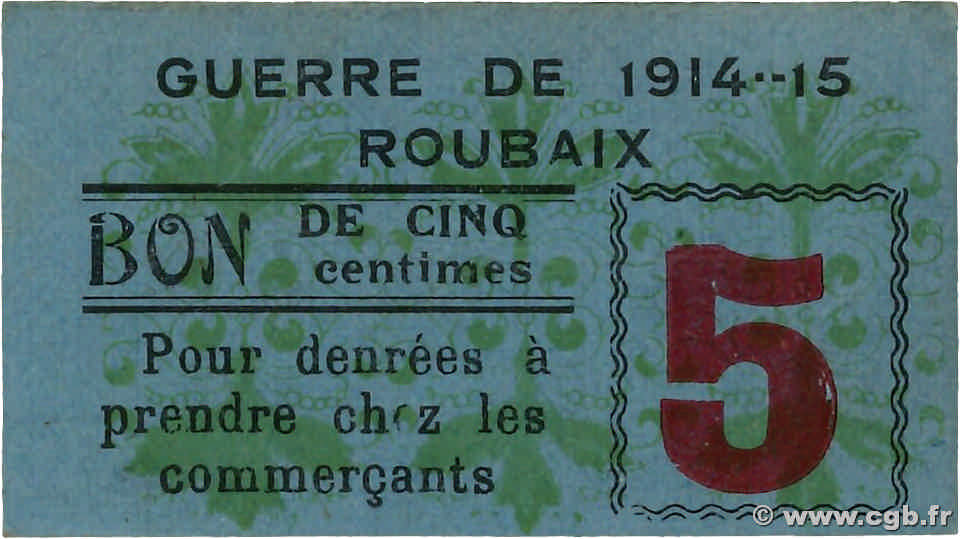 GUERRE DE 1914--15
ROUBAIX
BON DE CINQ
centimes
5
Pour denrées à
prendre chez les
commerçants
© www.cgb.fr